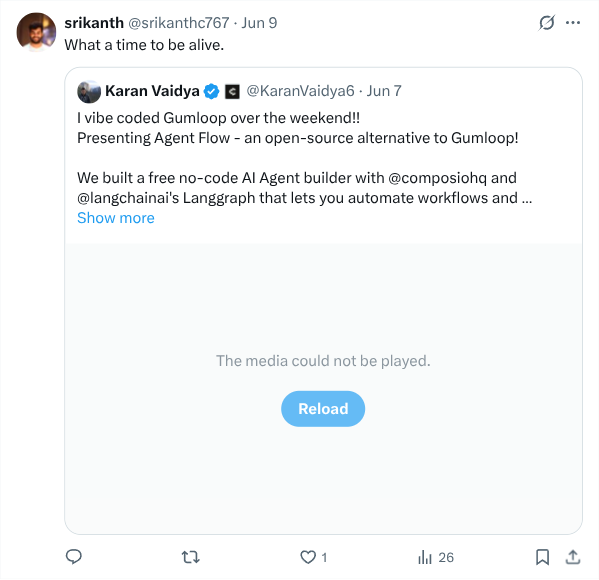 srikanth @srikanthc767 · Jun 9
What a time to be alive.
Karan Vaidya @KaranVaidya6 · Jun 7
I vibe coded Gumloop over the weekend!!
Presenting Agent Flow - an open-source alternative to Gumloop!
We built a free no-code AI Agent builder with @composiohq and
@langchainai's Langgraph that lets you automate workflows and ...
Show more
The media could not be played.
Reload
1
26